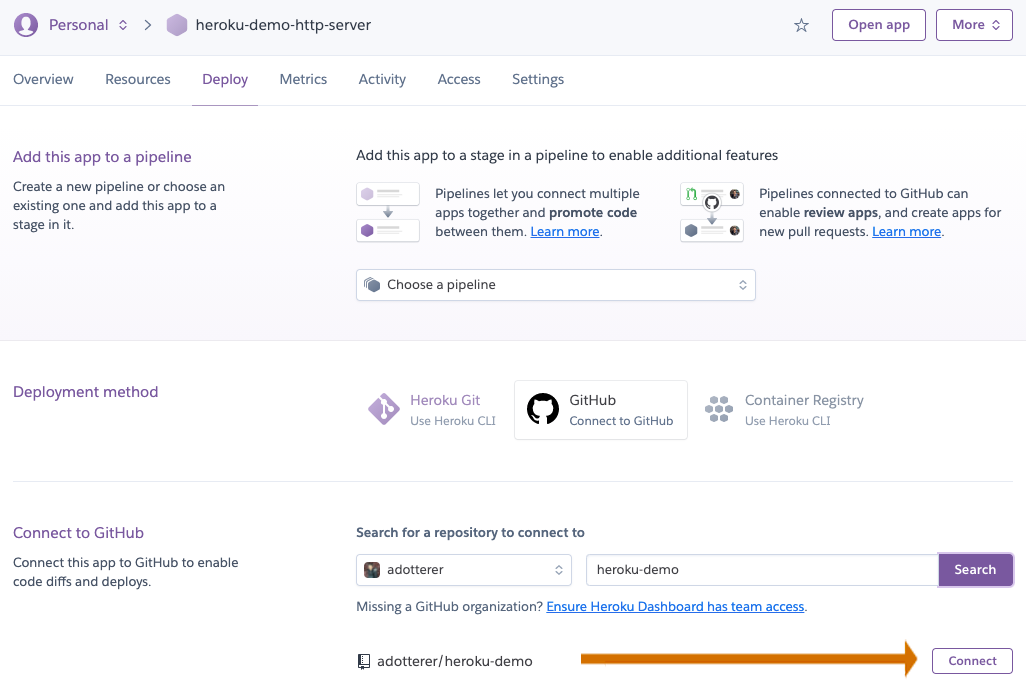 Personal
heroku-demo-http-server
Open app
More
Overview
Resources
Deploy
Metrics
Activity
Access
Settings
Add this app to a pipeline
Create a new pipeline or choose an
existing one and add this app to a
stage in it.
Add this app to a stage in a pipeline to enable additional features
Pipelines let you connect multiple
apps together and promote code
between them. Learn more.
Pipelines connected to GitHub can
enable review apps, and create apps for
new pull requests. Learn more.
Choose a pipeline
Deployment method
Heroku Git
Use Heroku CLI
GitHub
Connect to GitHub
Container Registry
Use Heroku CLI
Connect to GitHub
Connect this app to GitHub to enable
code diffs and deploys.
Search for a repository to connect to
adotterer
heroku-demo
Search
Missing a GitHub organization? Ensure Heroku Dashboard has team access.
adotterer/heroku-demo
Connect